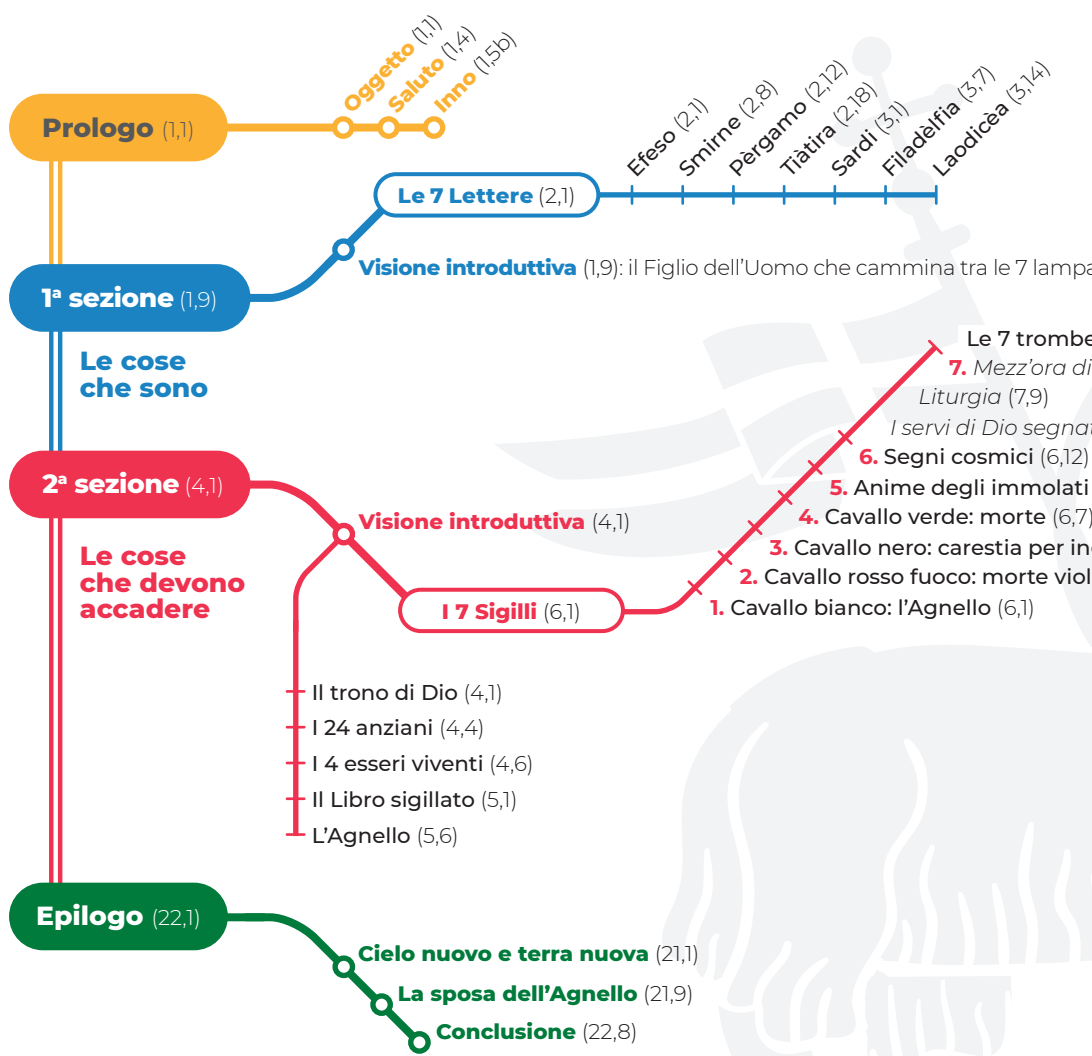 Prologo (1,1)
Oggetto (1,1)
Saluto (1,4)
Inno (1,5b)
Le 7 Lettere (2,1)
Efeso (2,1)
Smirne (2,8)
Pèrgamo (2,12)
Tiàtira (2,18)
Sardi (3,1)
Filadèlfia (3,7)
Laodicèa (3,14)
Visione introduttiva (1,9): il Figlio dell’Uomo che cammina tra le 7
1ª sezione (1,9)
Le cose
che sono
Le 7 trombe
7. Mezz’ora di
Liturgia (7,9)
I servi di Dio
6. Segni cosmici (6,12)
5. Anime degli immolati
4. Cavallo verde: morte (6,7)
3. Cavallo nero: carestia per
2. Cavallo rosso fuoco: morte
1. Cavallo bianco: l’Agnello (6,1)
2ª sezione (4,1)
Visione introduttiva (4,1)
Le cose
che devono
accadere
I 7 Sigilli (6,1)
Il trono di Dio (4,1)
I 24 anziani (4,4)
I 4 esseri viventi (4,6)
Il Libro sigillato (5,1)
L’Agnello (5,6)
Epilogo (22,1)
Cielo nuovo e terra nuova (21,1)
La sposa dell’Agnello (21,9)
Conclusione (22,8)